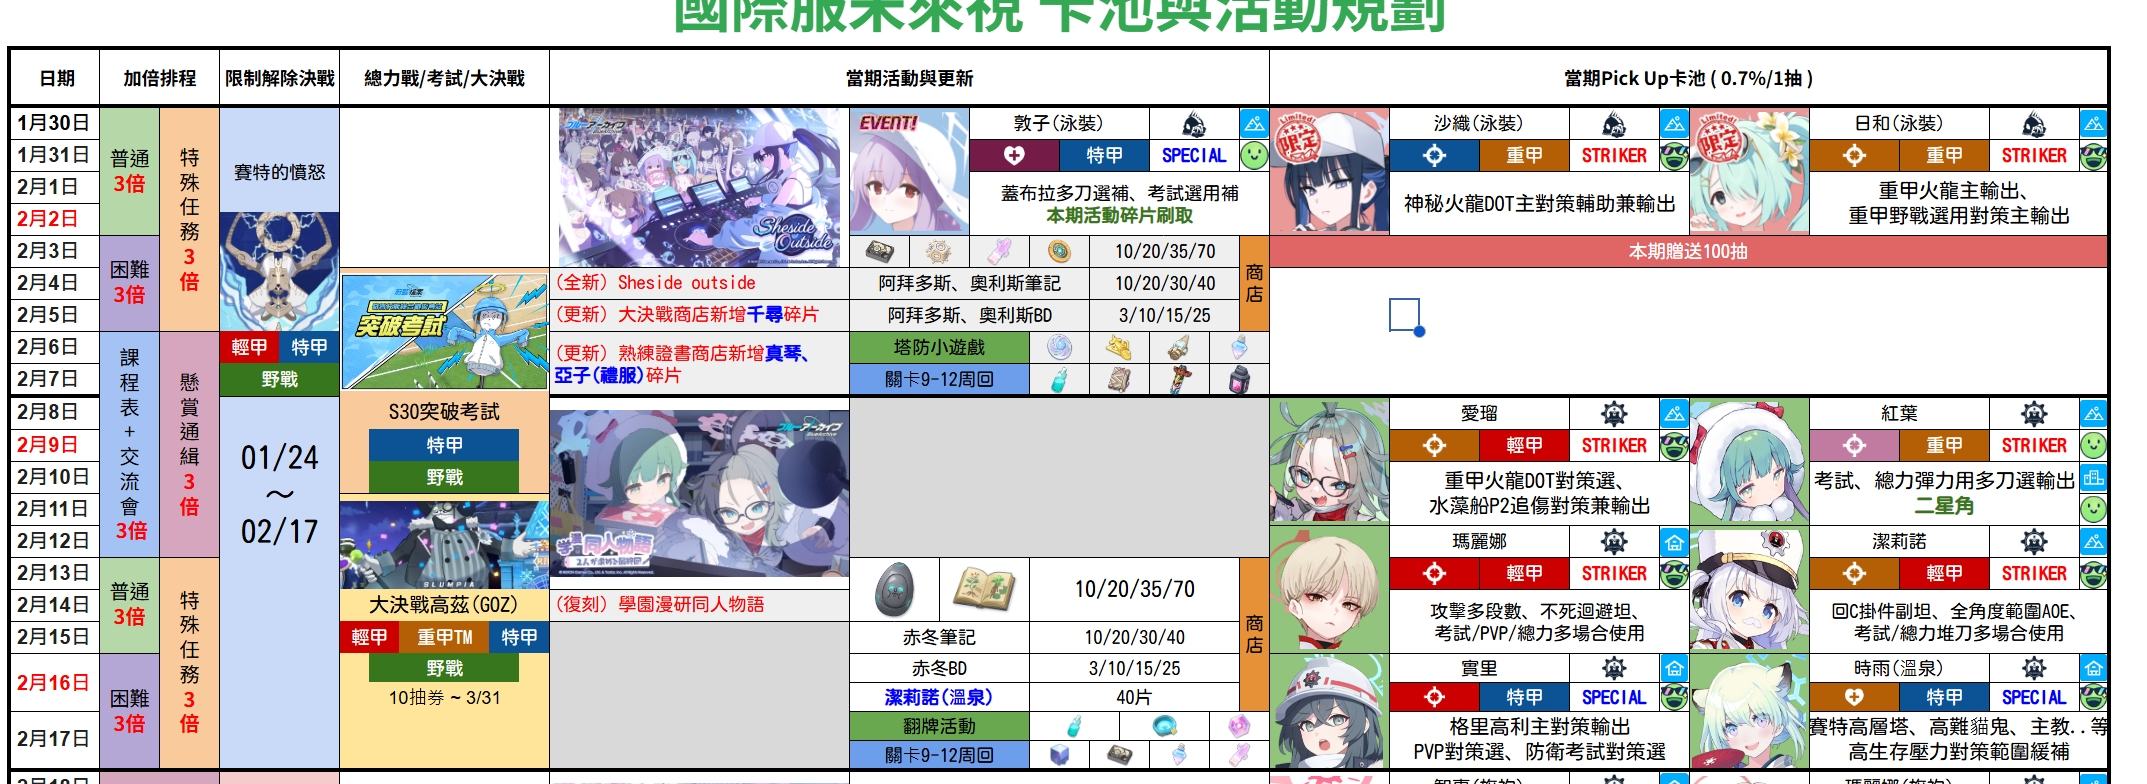 國際服未來視 卡池與活動規劃
日期
加倍排程
限制解除決戰
總力戰/考試/大決戰
當期活動與更新
當期Pick Up卡池 ( 0.7%/1抽 )
1月30日
1月31日
2月1日
2月2日
2月3日
2月4日
2月5日
2月6日
2月7日
2月8日
2月9日
2月10日
2月11日
2月12日
2月13日
2月14日
2月15日
2月16日
2月17日
普通
3倍
困難
3倍
課程表+交流會
3倍
普通
3倍
困難
3倍
特殊任務
3倍
懸賞通緝
3倍
特殊任務
3倍
賽特的憤怒
輕甲
特甲
野戰
01/24
～
02/17
突破考試
S30突破考試
特甲
野戰
SLUMPIA
大決戰高茲(GOZ)
輕甲
重甲TM
特甲
野戰
10抽券 ~ 3/31
ブルーアーカイブ
Sheside
Outside
(全新) Sheside outside
(更新) 大決戰商店新增千尋碎片
(更新) 熟練證書商店新增真琴、
亞子(禮服)碎片
EVENT!
敦子(泳裝)
特甲
SPECIAL
蓋布拉多刀選補、考試選用補
本期活動碎片刷取
10/20/35/70
阿拜多斯、奧利斯筆記
10/20/30/40
阿拜多斯、奧利斯BD
3/10/15/25
商店
塔防小遊戲
關卡9-12周回
Limited!
限定
沙織(泳裝)
重甲
STRIKER
神秘火龍DOT主對策輔助兼輸出
Limited!
限定
日和(泳裝)
重甲
STRIKER
重甲火龍主輸出、
重甲野戰選用對策主輸出
本期贈送100抽
ブルーアーカイブ
同人物語
(復刻) 學園漫研同人物語
10/20/35/70
赤冬筆記
10/20/30/40
赤冬BD
3/10/15/25
潔莉諾(溫泉)
40片
商店
翻牌活動
關卡9-12周回
愛瑠
輕甲
STRIKER
重甲火龍DOT對策選、
水藻船P2追傷對策兼輸出
紅葉
重甲
STRIKER
考試、總力彈力用多刀選輸出
二星角
瑪麗娜
輕甲
STRIKER
攻擊多段數、不死迴避坦、
考試/PVP/總力多場合使用
潔莉諾
輕甲
STRIKER
回C掛件副坦、全角度範圍AOE、
考試/總力堆刀多場合使用
實里
特甲
SPECIAL
格里高利主對策輸出
PVP對策選、防衛考試對策選
時雨(溫泉)
特甲
SPECIAL
賽特高層塔、高難貓鬼、主教..等
高生存壓力對策範圍緩補